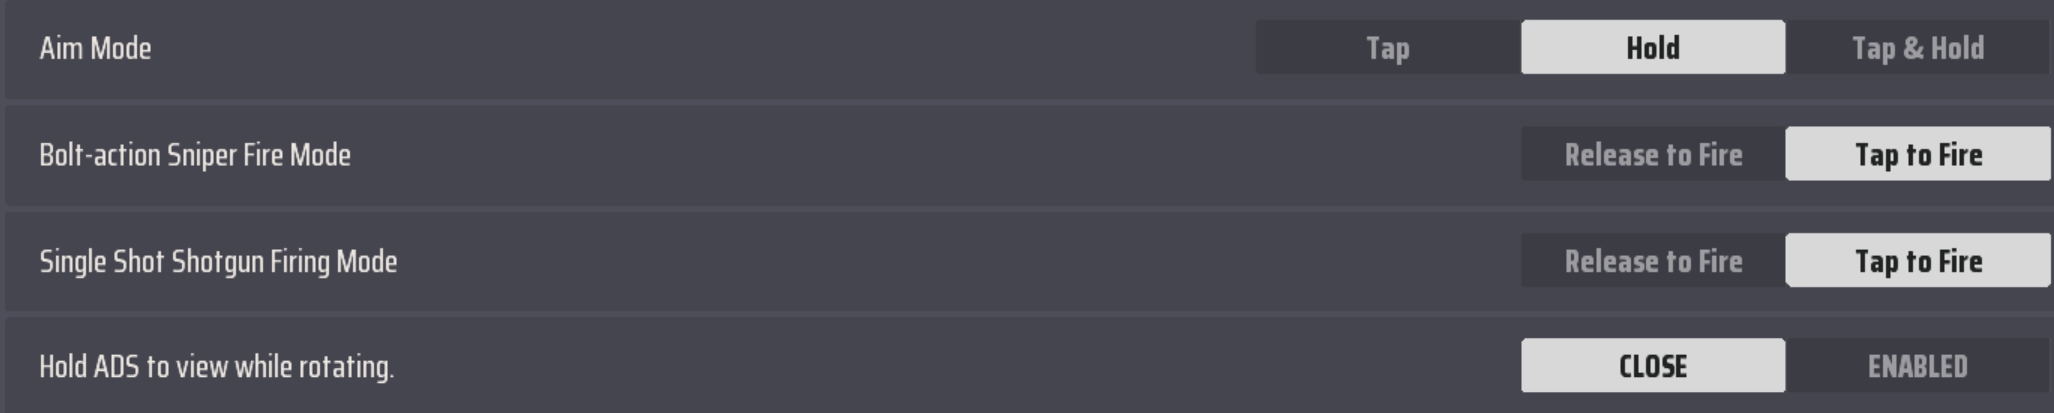 Aim Mode Tap Hold Tap & Hold
Bolt-action Sniper Fire Mode Release to Fire Tap to Fire
Single Shot Shotgun Firing Mode Release to Fire Tap to Fire
Hold ADS to view while rotating. CLOSE ENABLED